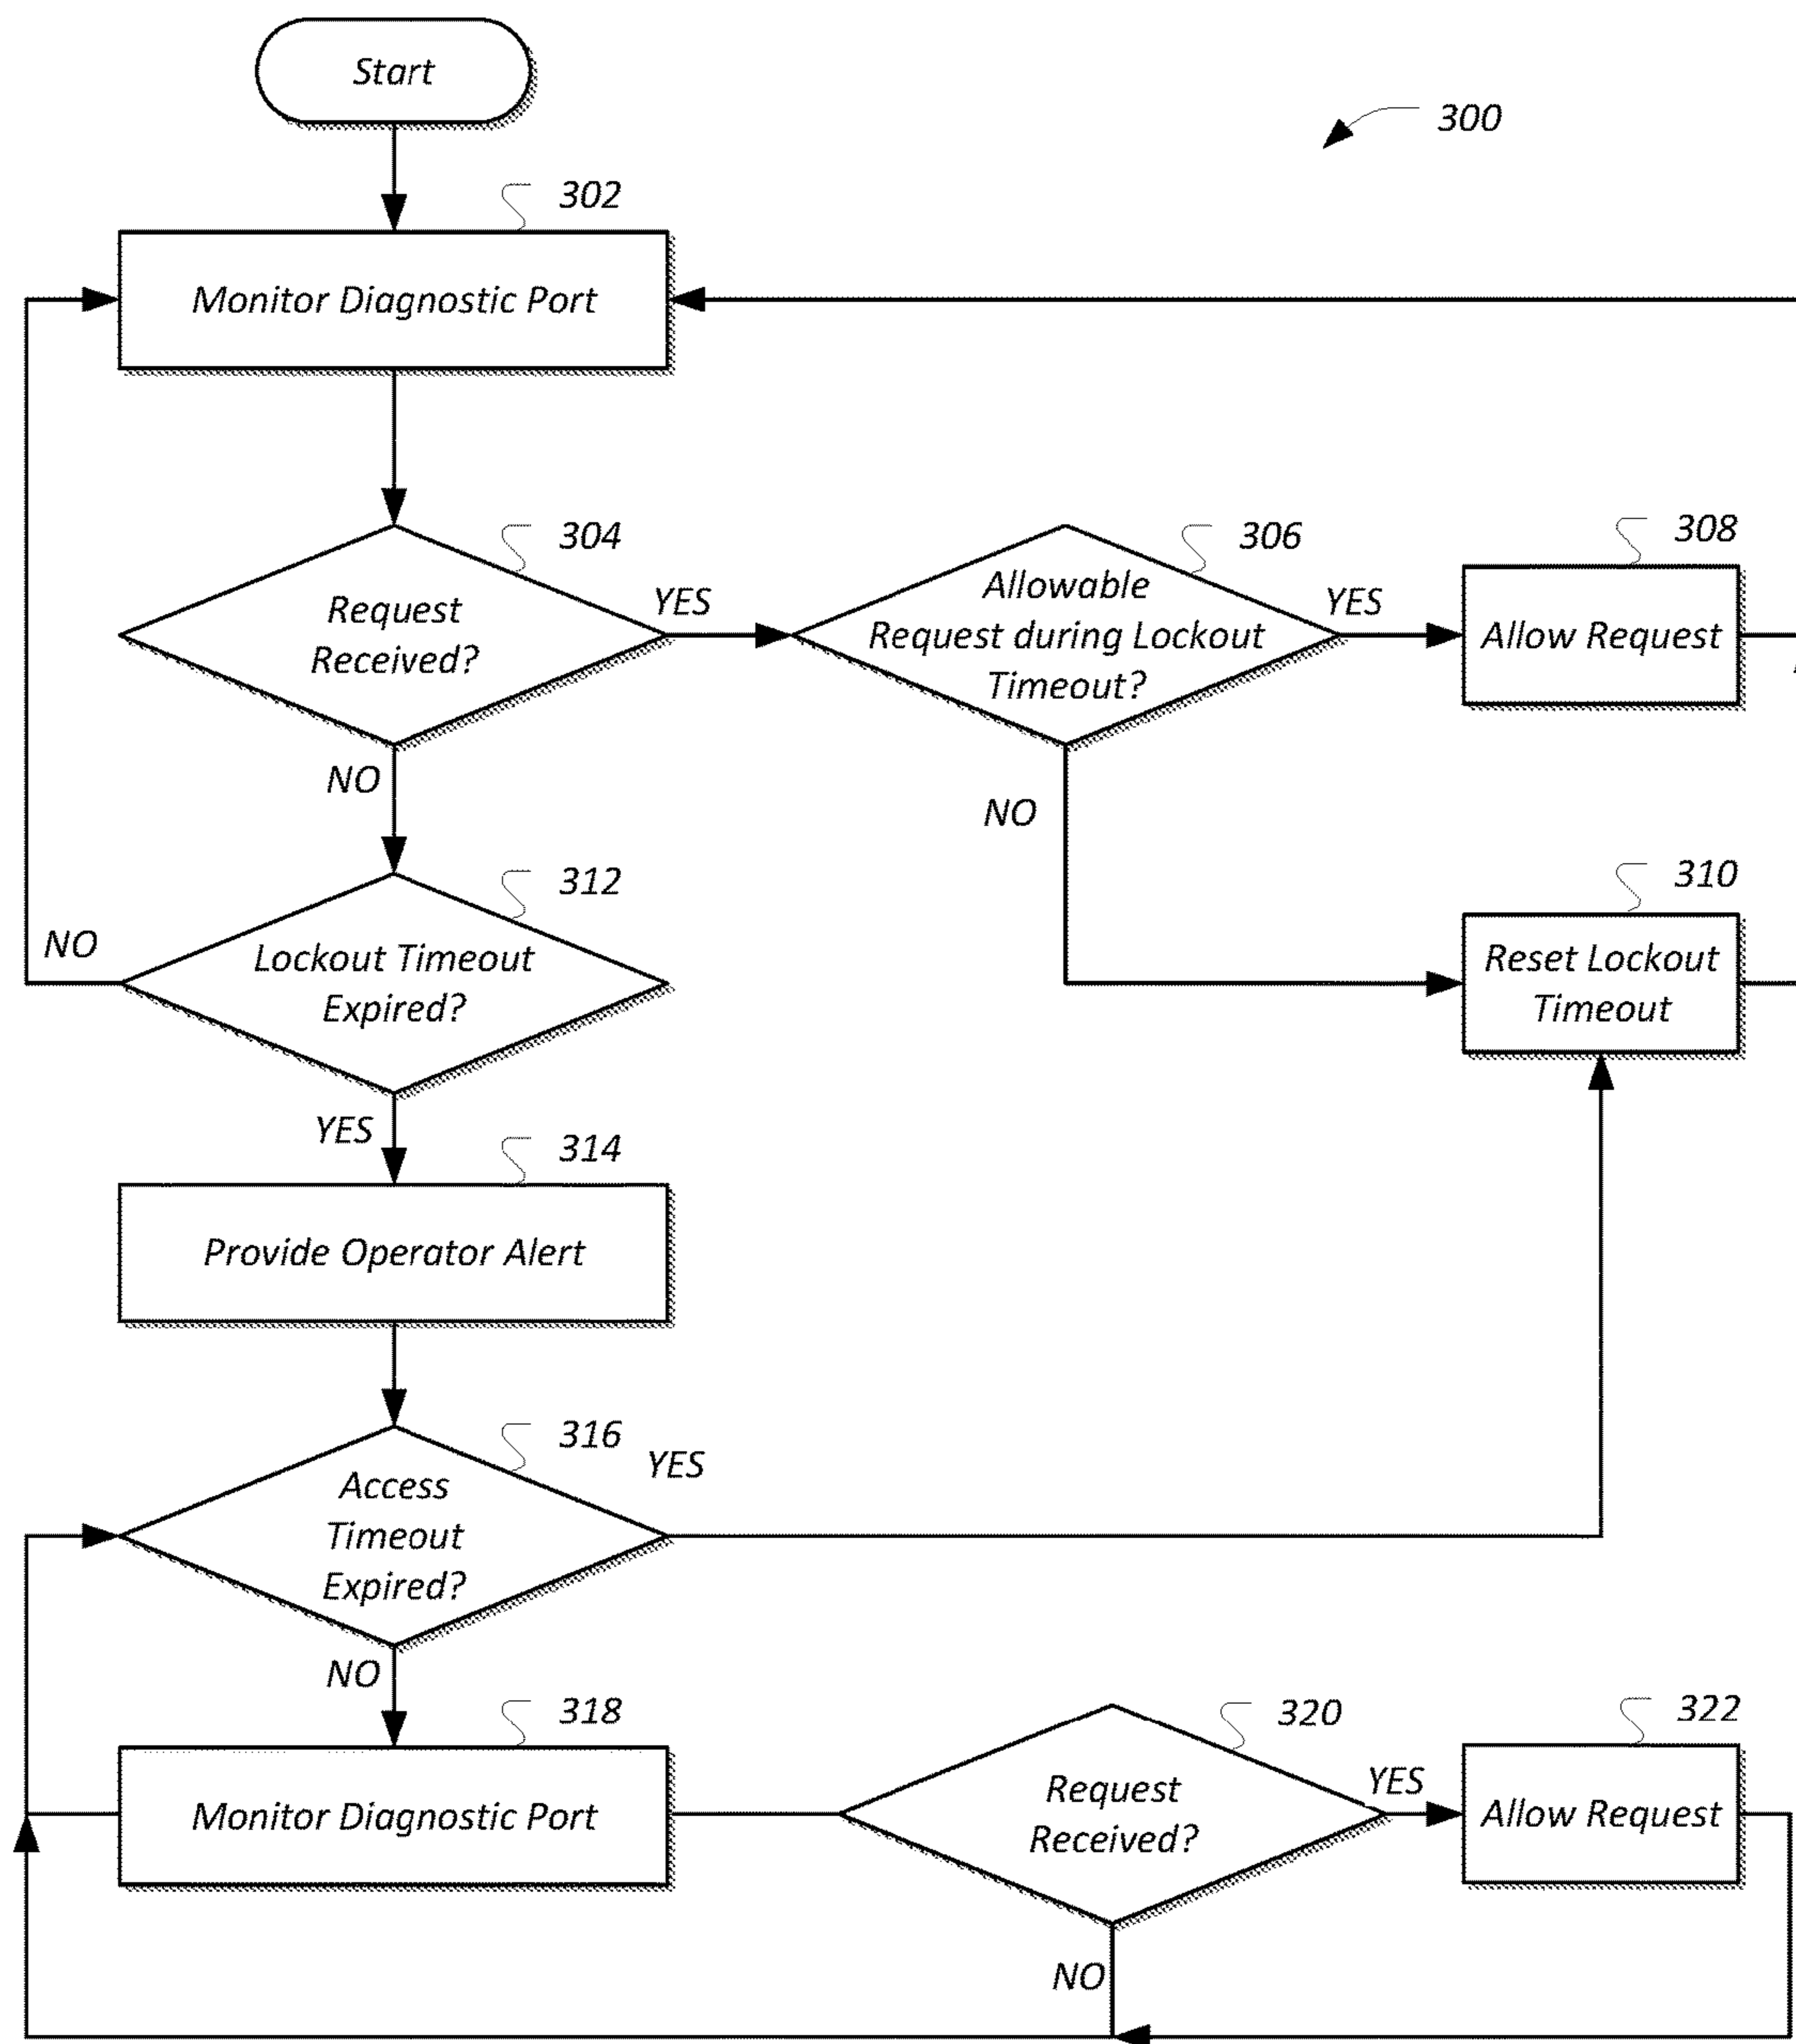 Start
300
302
Monitor Diagnostic Port
304
Request
Received?
YES
306
Allowable
Request during Lockout
Timeout?
YES
308
Allow Request
NO
NO
312
Lockout Timeout
Expired?
NO
310
Reset Lockout
Timeout
YES
314
Provide Operator Alert
316
Access
Timeout
Expired?
YES
NO
318
Monitor Diagnostic Port
320
Request
Received?
YES
322
Allow Request
NO